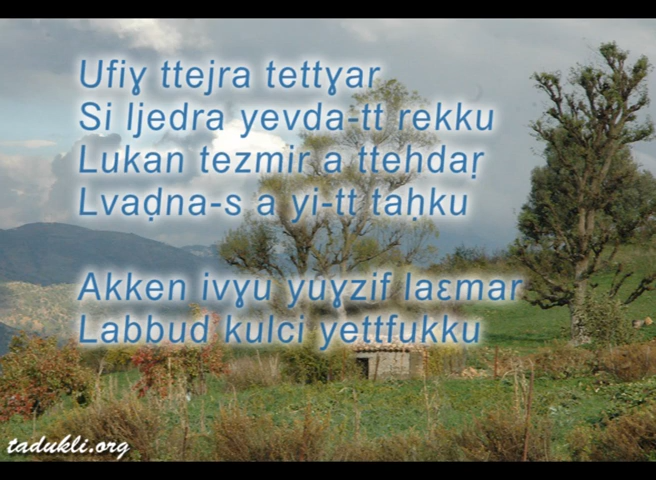 Ufiɣ ttejra tettɣar
Si ljedra yevda-tt rekku
Lukan tezmir a ttehdaṛ
Lvaḍna-s a yi-tt taḥku
Akken ivɣu yuɣzif laɛmar
Labbud kulci yettfukku
tadukli.org